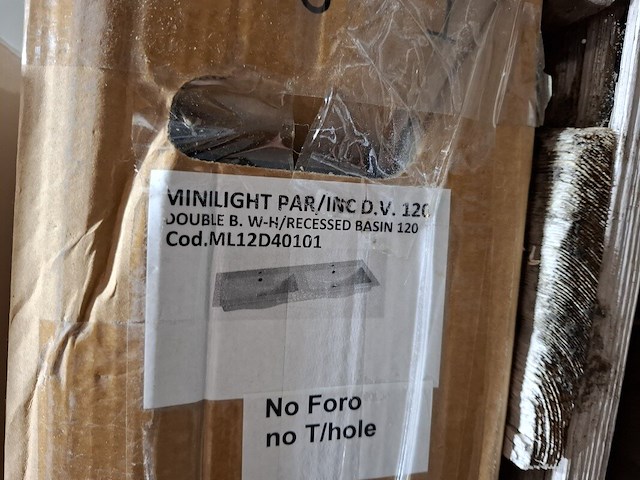 MINILIGHT PAR/INC D.V. 120
DOUBLE B. W-H/RECESSED BASIN 120
Cod.ML12D40101
No Foro
no T/hole